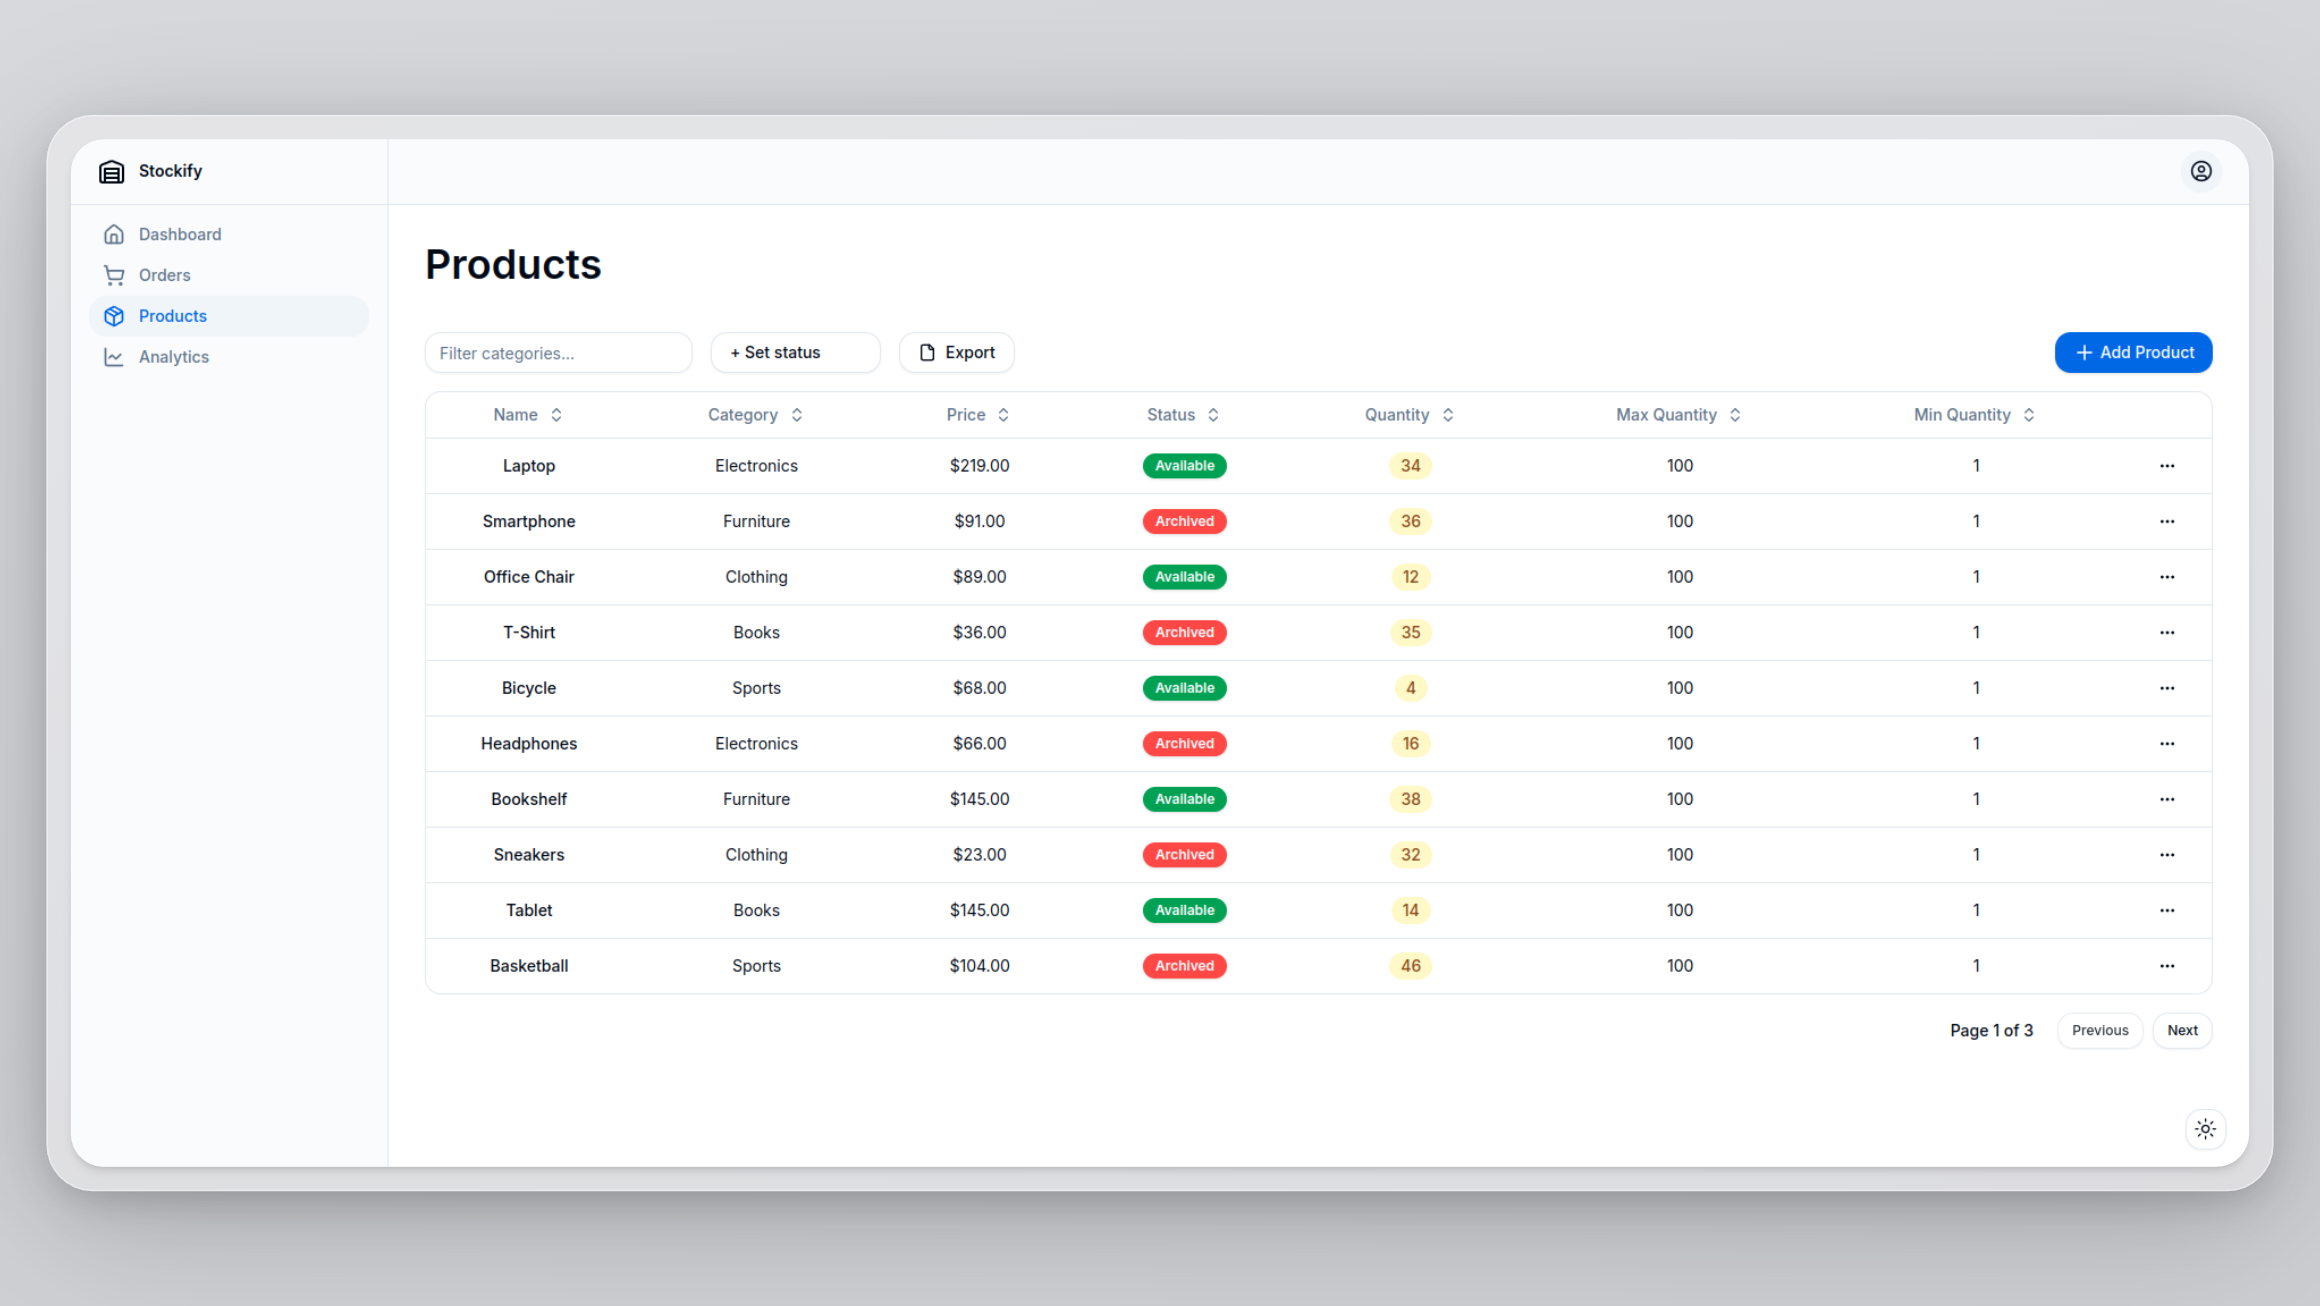 Stockify
Dashboard
Orders
Products
Analytics
Products
Filter categories...
+ Set status
Export
Add Product
Name Category Price Status Quantity Max Quantity Min Quantity
Laptop Electronics $219.00 Available 34 100 1
Smartphone Furniture $91.00 Archived 36 100 1
Office Chair Clothing $89.00 Available 12 100 1
T-Shirt Books $36.00 Archived 35 100 1
Bicycle Sports $68.00 Available 4 100 1
Headphones Electronics $66.00 Archived 16 100 1
Bookshelf Furniture $145.00 Available 38 100 1
Sneakers Clothing $23.00 Archived 32 100 1
Tablet Books $145.00 Available 14 100 1
Basketball Sports $104.00 Archived 46 100 1
Page 1 of 3 Previous Next